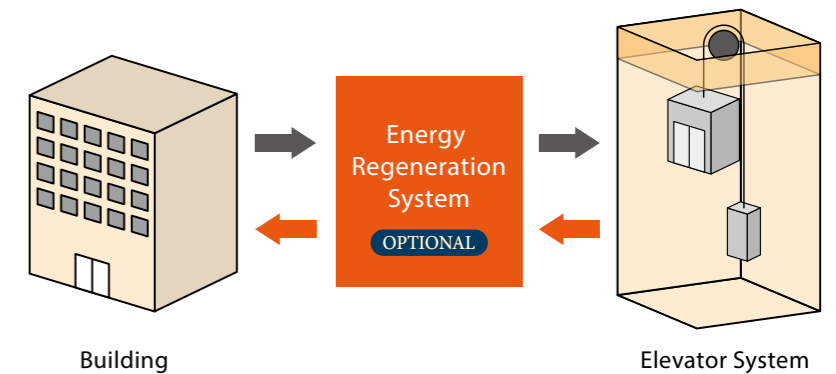 Energy
Regeneration
System
OPTIONAL
Building
Elevator System